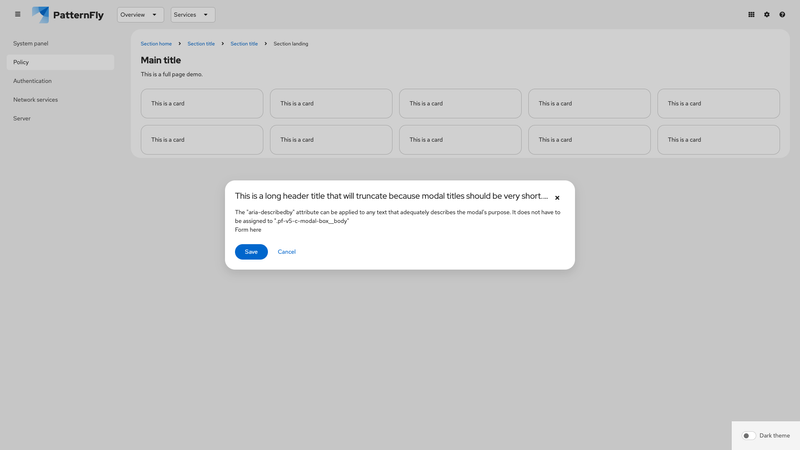 PatternFly
Overview
Services
System panel
Policy
Authentication
Network services
Server
Section home
Section title
Section title
Section landing
Main title
This is a full page demo.
This is a card
This is a card
This is a card
This is a card
This is a card
This is a card
This is a card
This is a card
This is a card
This is a card
This is a long header title that will truncate because modal titles should be very short....
The "aria-describedby" attribute can be applied to any text that adequately describes the modal's purpose. It does not have to
be assigned to ".pf-v5-c-modal-box__body"
Form here
Save
Cancel
Dark theme